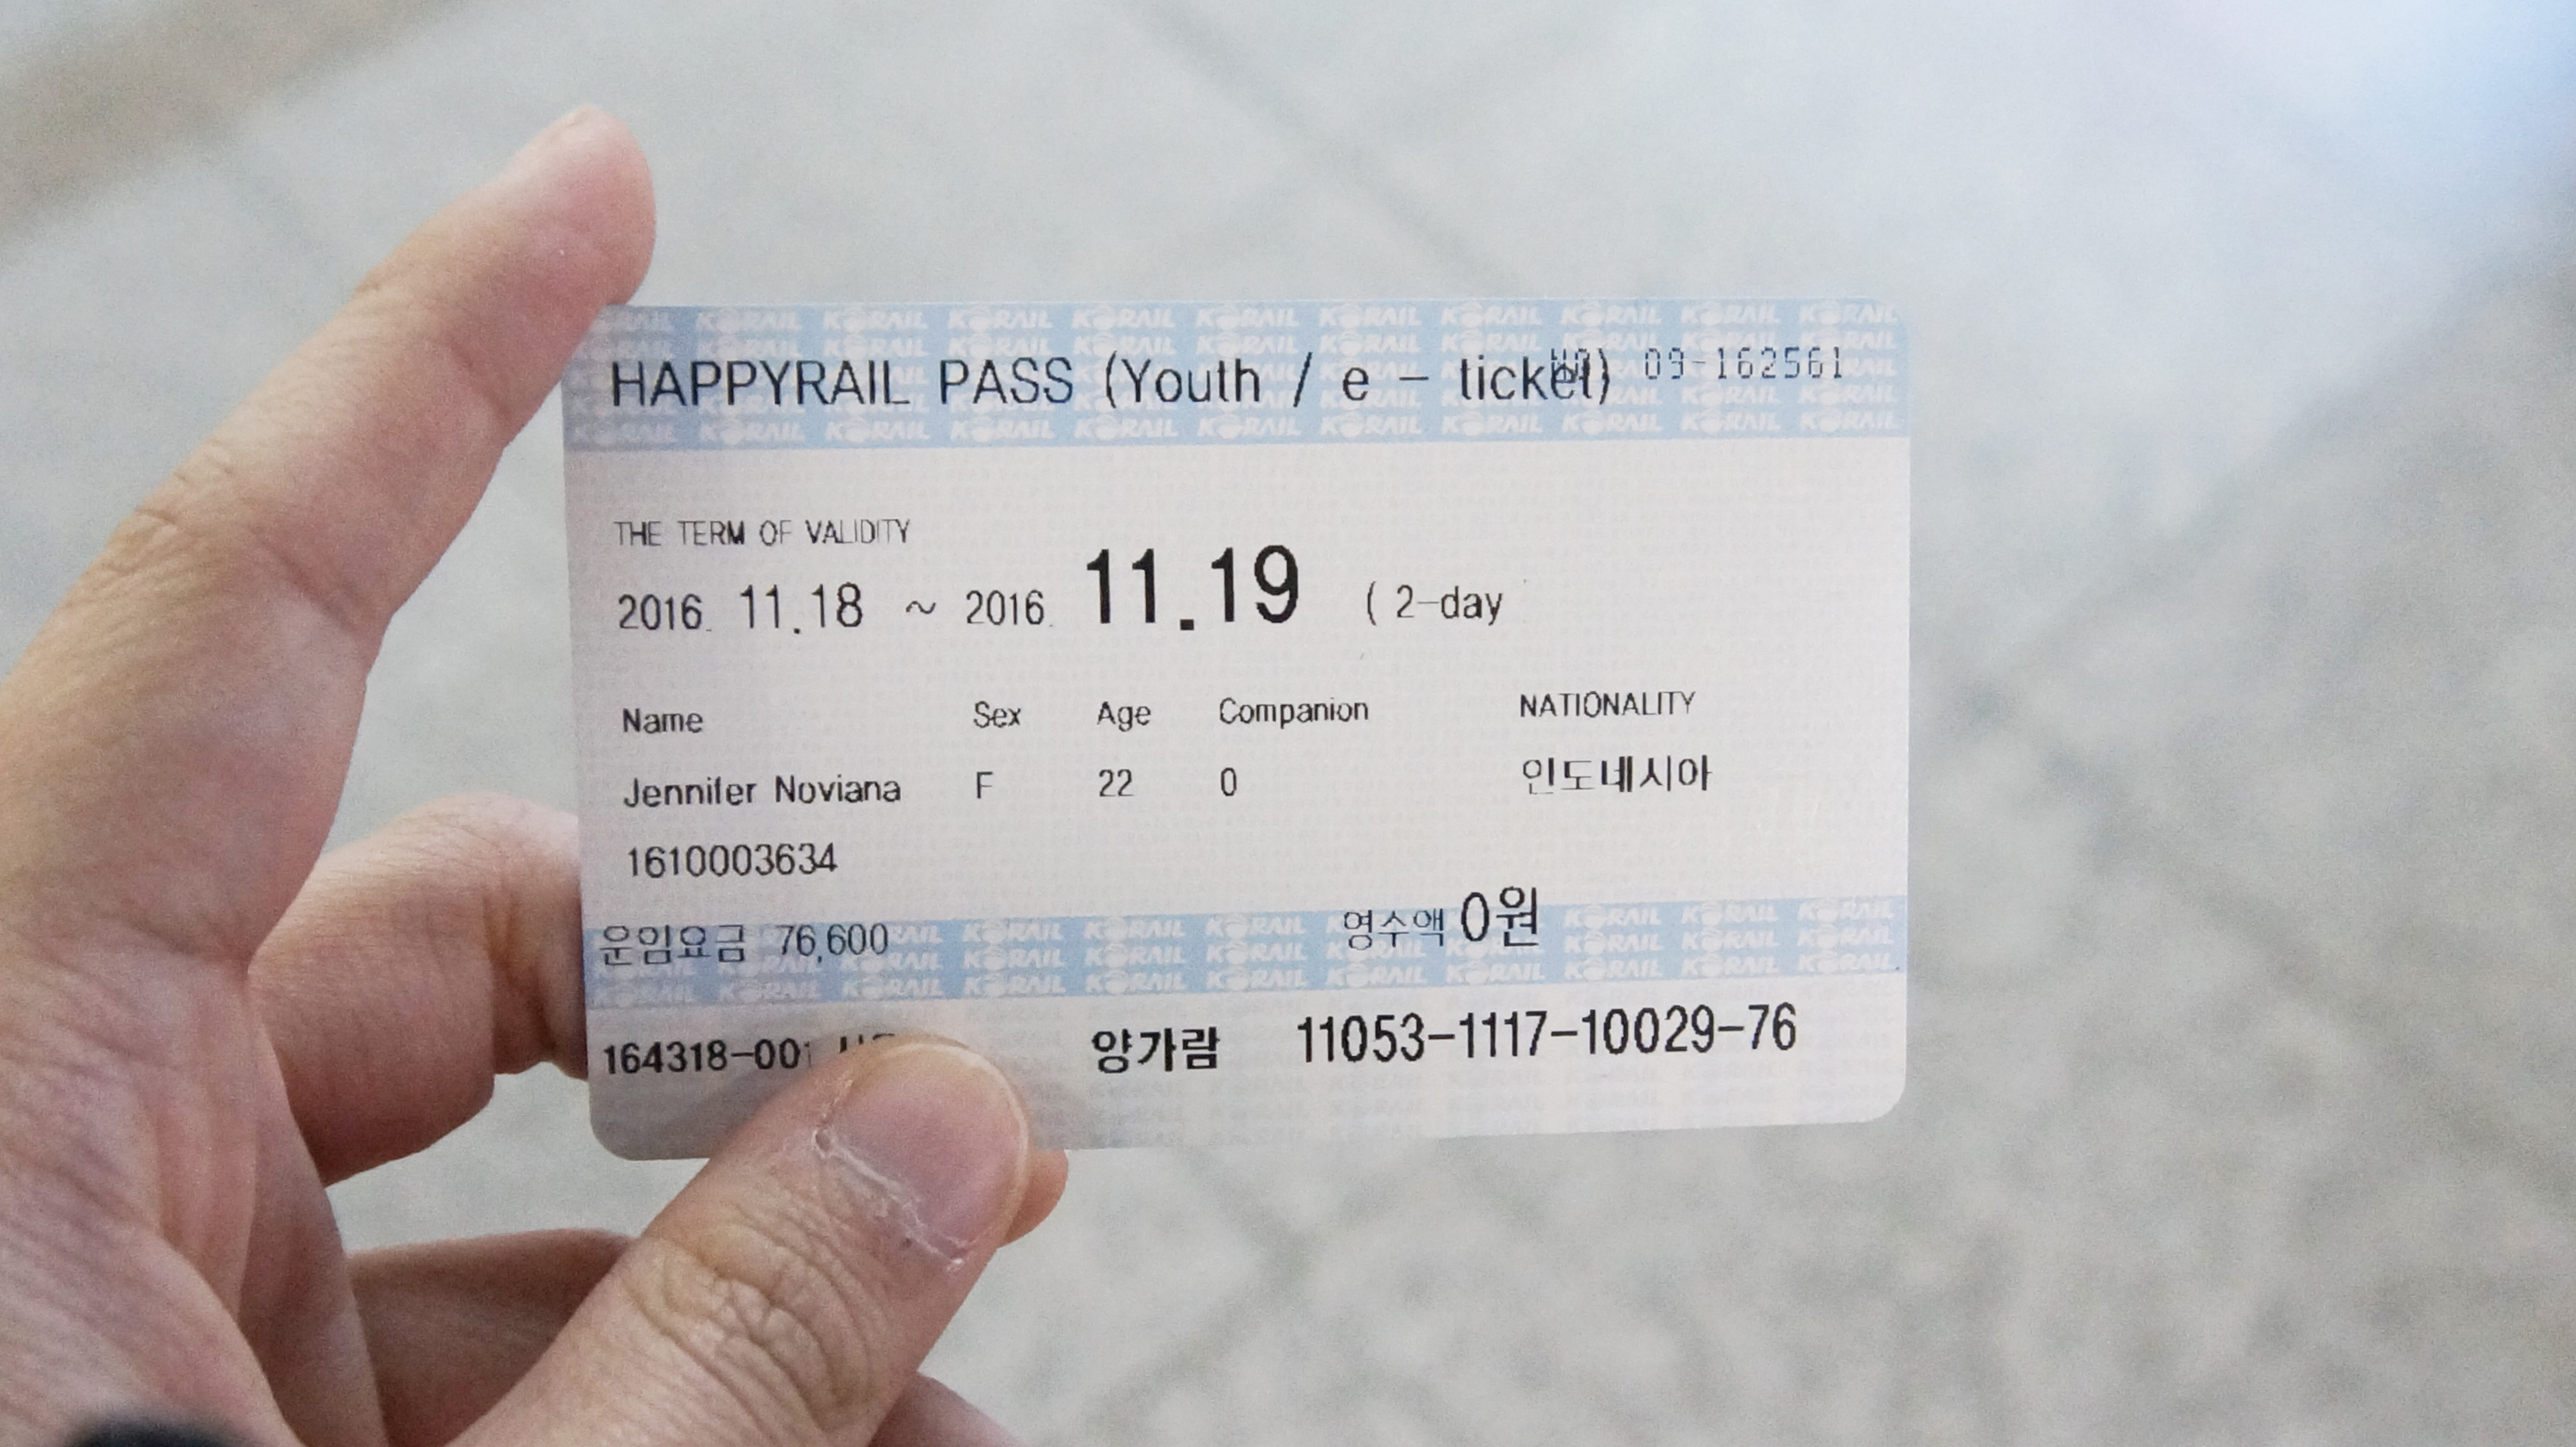 HAPPYRAIL PASS (Youth / e - ticket) 09-162561
THE TERM OF VALIDITY
2016. 11.18 ~ 2016. 11.19 ( 2-day
Name Sex Age Companion NATIONALITY
Jennifer Noviana F 22 0 인도네시아
1610003634
운임요금 76,600 영수액 0원
164318-001 양가람 11053-1117-10029-76